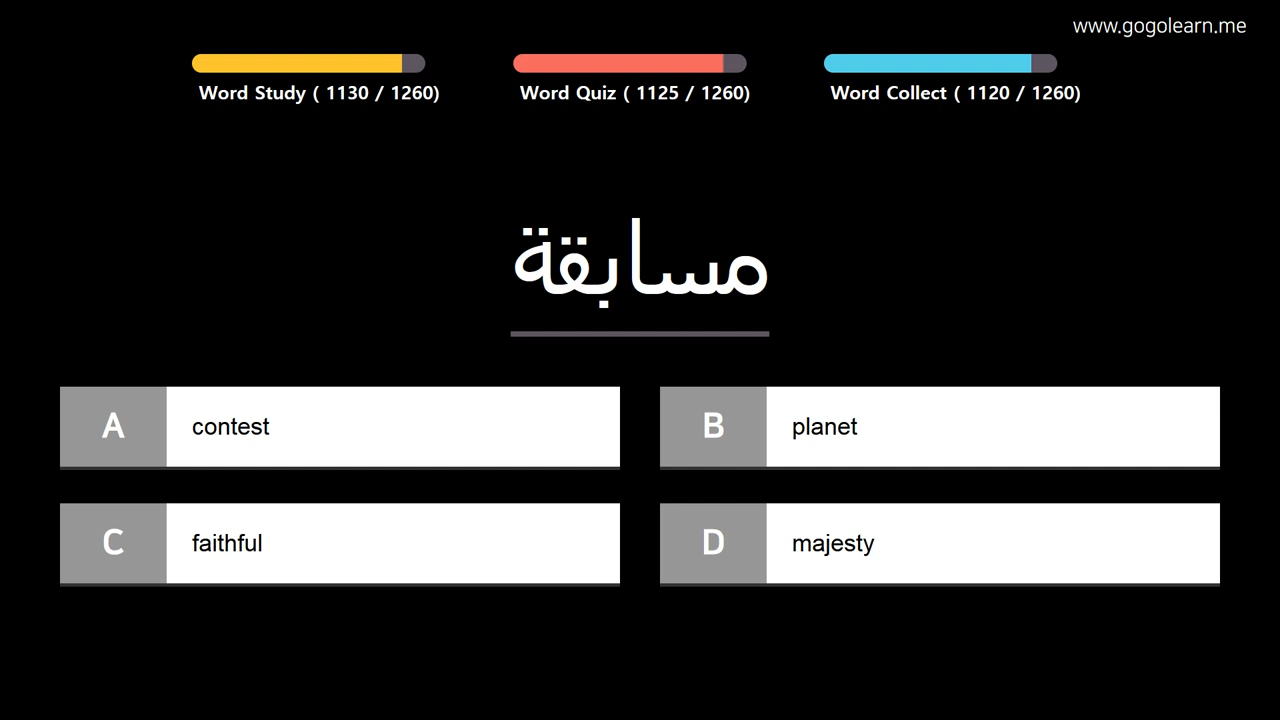 www.gogolearn.me
Word Study ( 1130 / 1260)
Word Quiz ( 1125 / 1260)
Word Collect ( 1120 / 1260)
مسابقة
A contest
B planet
C faithful
D majesty